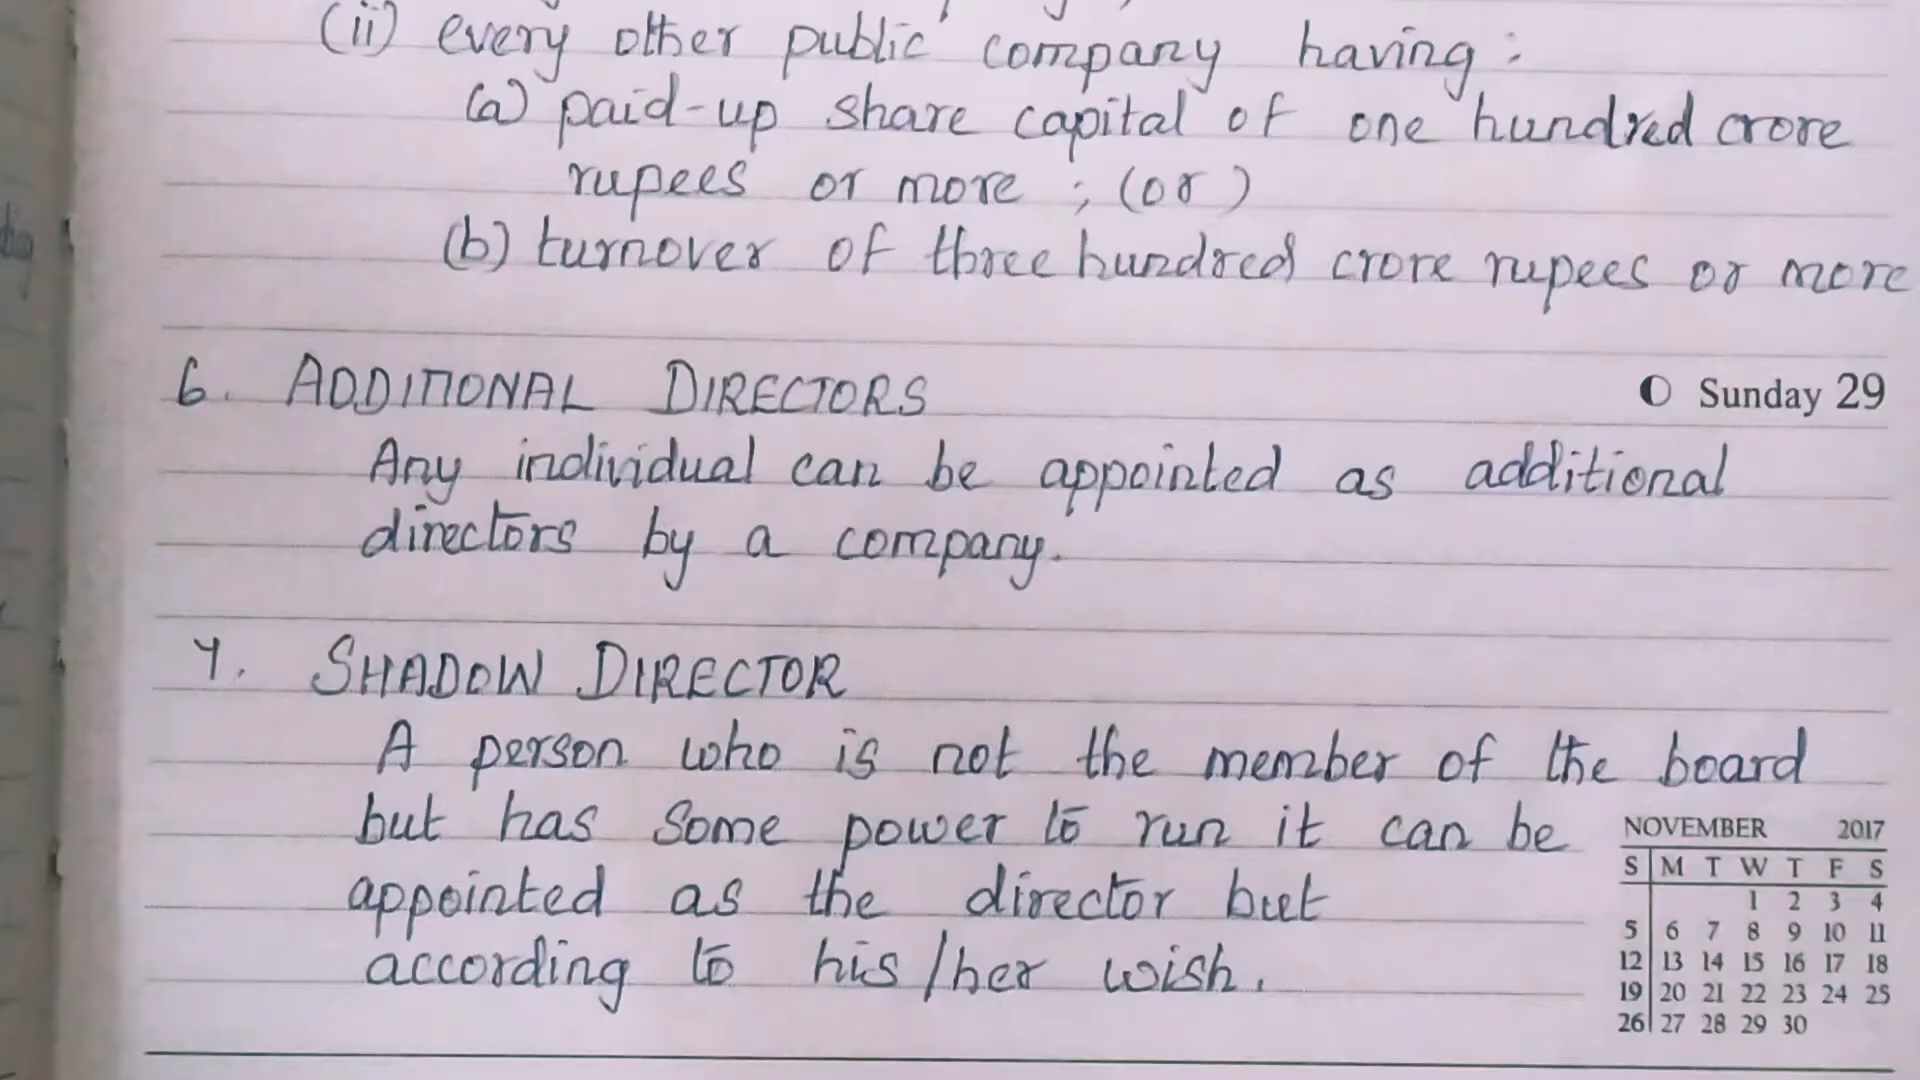 (ii) every other public company having :
(a) paid-up share capital of one hundred crore
rupees or more ; (or)
(b) turnover of three hundred crore rupees or more
6. ADDITIONAL DIRECTORS
Sunday 29
Any individual can be appointed as additional
directors by a company.
7. SHADOW DIRECTOR
A person who is not the member of the board
but has some power to run it can be
appointed as the director but
according to his/her wish.
NOVEMBER 2017
S M T W T F S
1 2 3 4
5 6 7 8 9 10 11
12 13 14 15 16 17 18
19 20 21 22 23 24 25
26 27 28 29 30